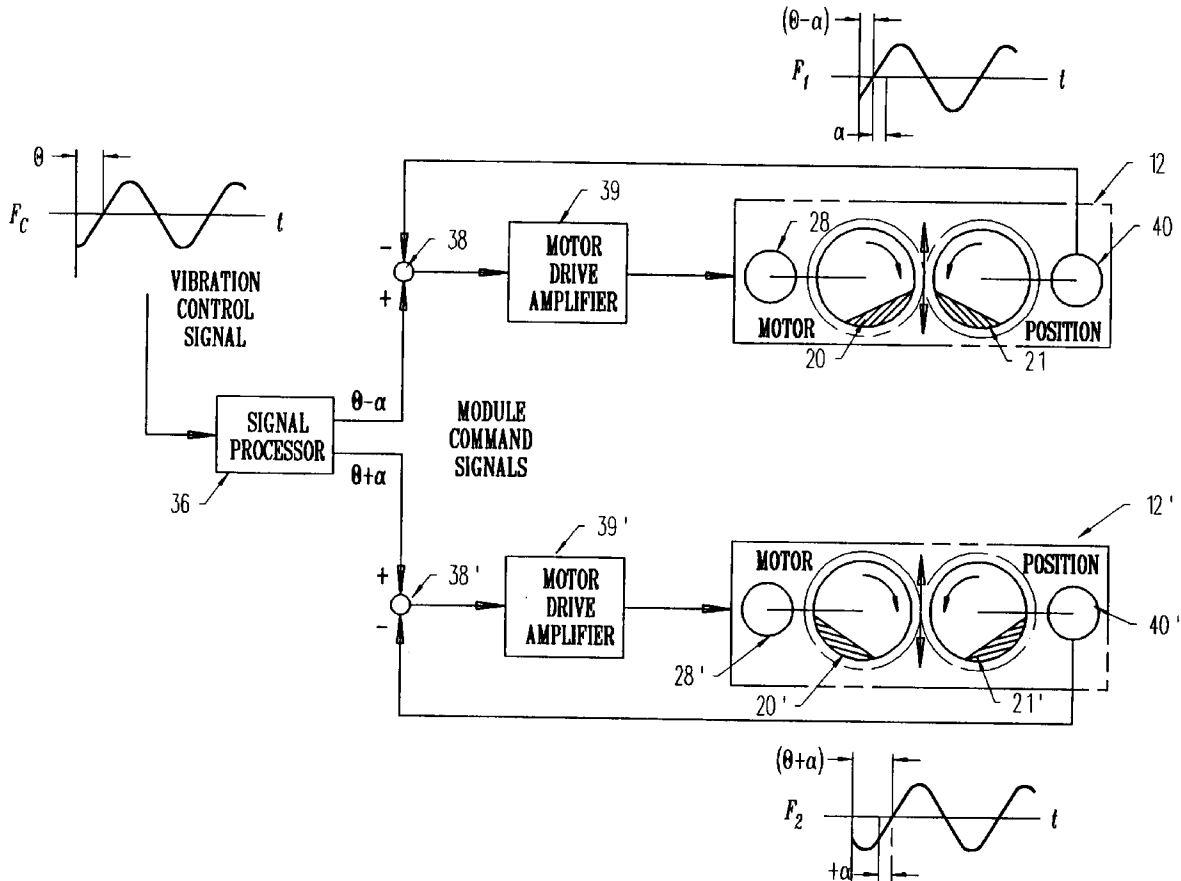 (θ-α)
F₁
t
α
θ
F_C
t
VIBRATION
CONTROL
SIGNAL
39
MOTOR
DRIVE
AMPLIFIER
-
38
+
12
28
40
MOTOR
POSITION
20
21
SIGNAL
PROCESSOR
36
θ-α
θ+α
MODULE
COMMAND
SIGNALS
39'
MOTOR
DRIVE
AMPLIFIER
+
38'
-
12'
MOTOR
POSITION
28'
40'
20'
21'
(θ+α)
F₂
t
+α